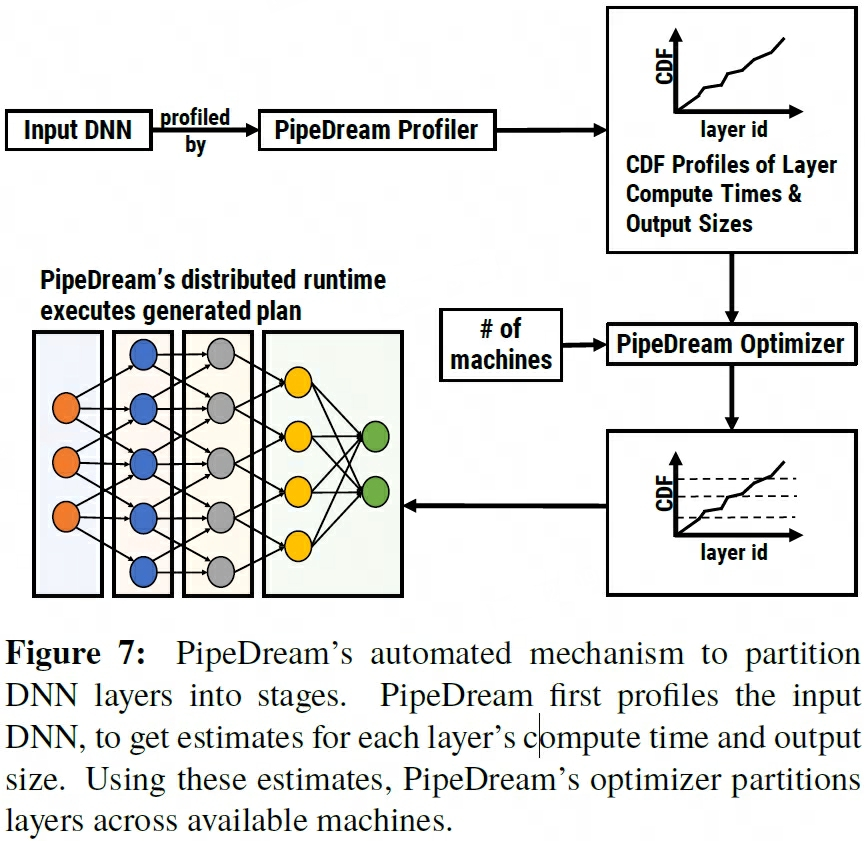 Input DNN
profiled
by
PipeDream Profiler
CDF
layer id
CDF Profiles of Layer
Compute Times &
Output Sizes
PipeDream's distributed runtime
executes generated plan
# of
machines
PipeDream Optimizer
CDF
layer id
Figure 7: PipeDream's automated mechanism to partition
DNN layers into stages. PipeDream first profiles the input
DNN, to get estimates for each layer's compute time and output
size. Using these estimates, PipeDream's optimizer partitions
layers across available machines.